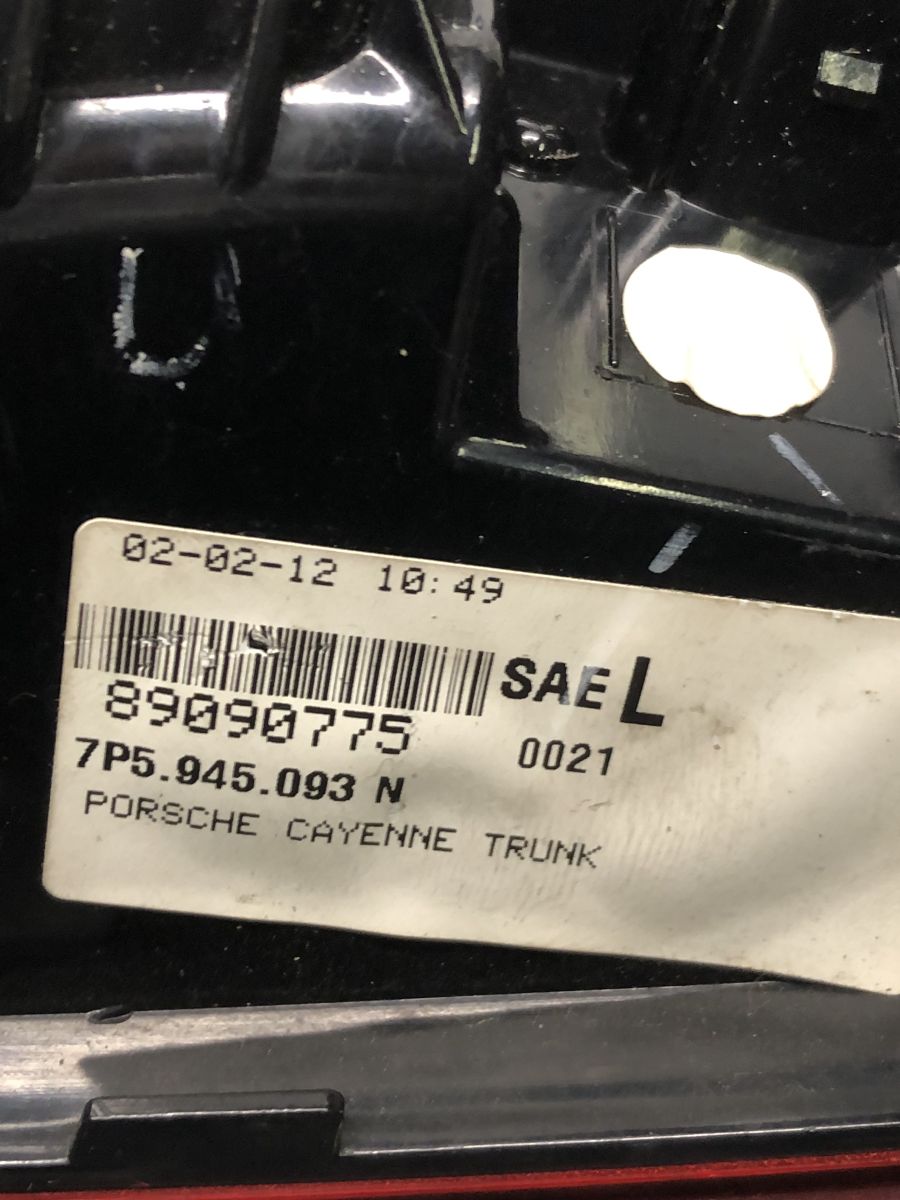 U
02-02-12 10:49
SAE L
89090775
0021
7P5.945.093 N
PORSCHE CAYENNE TRUNK